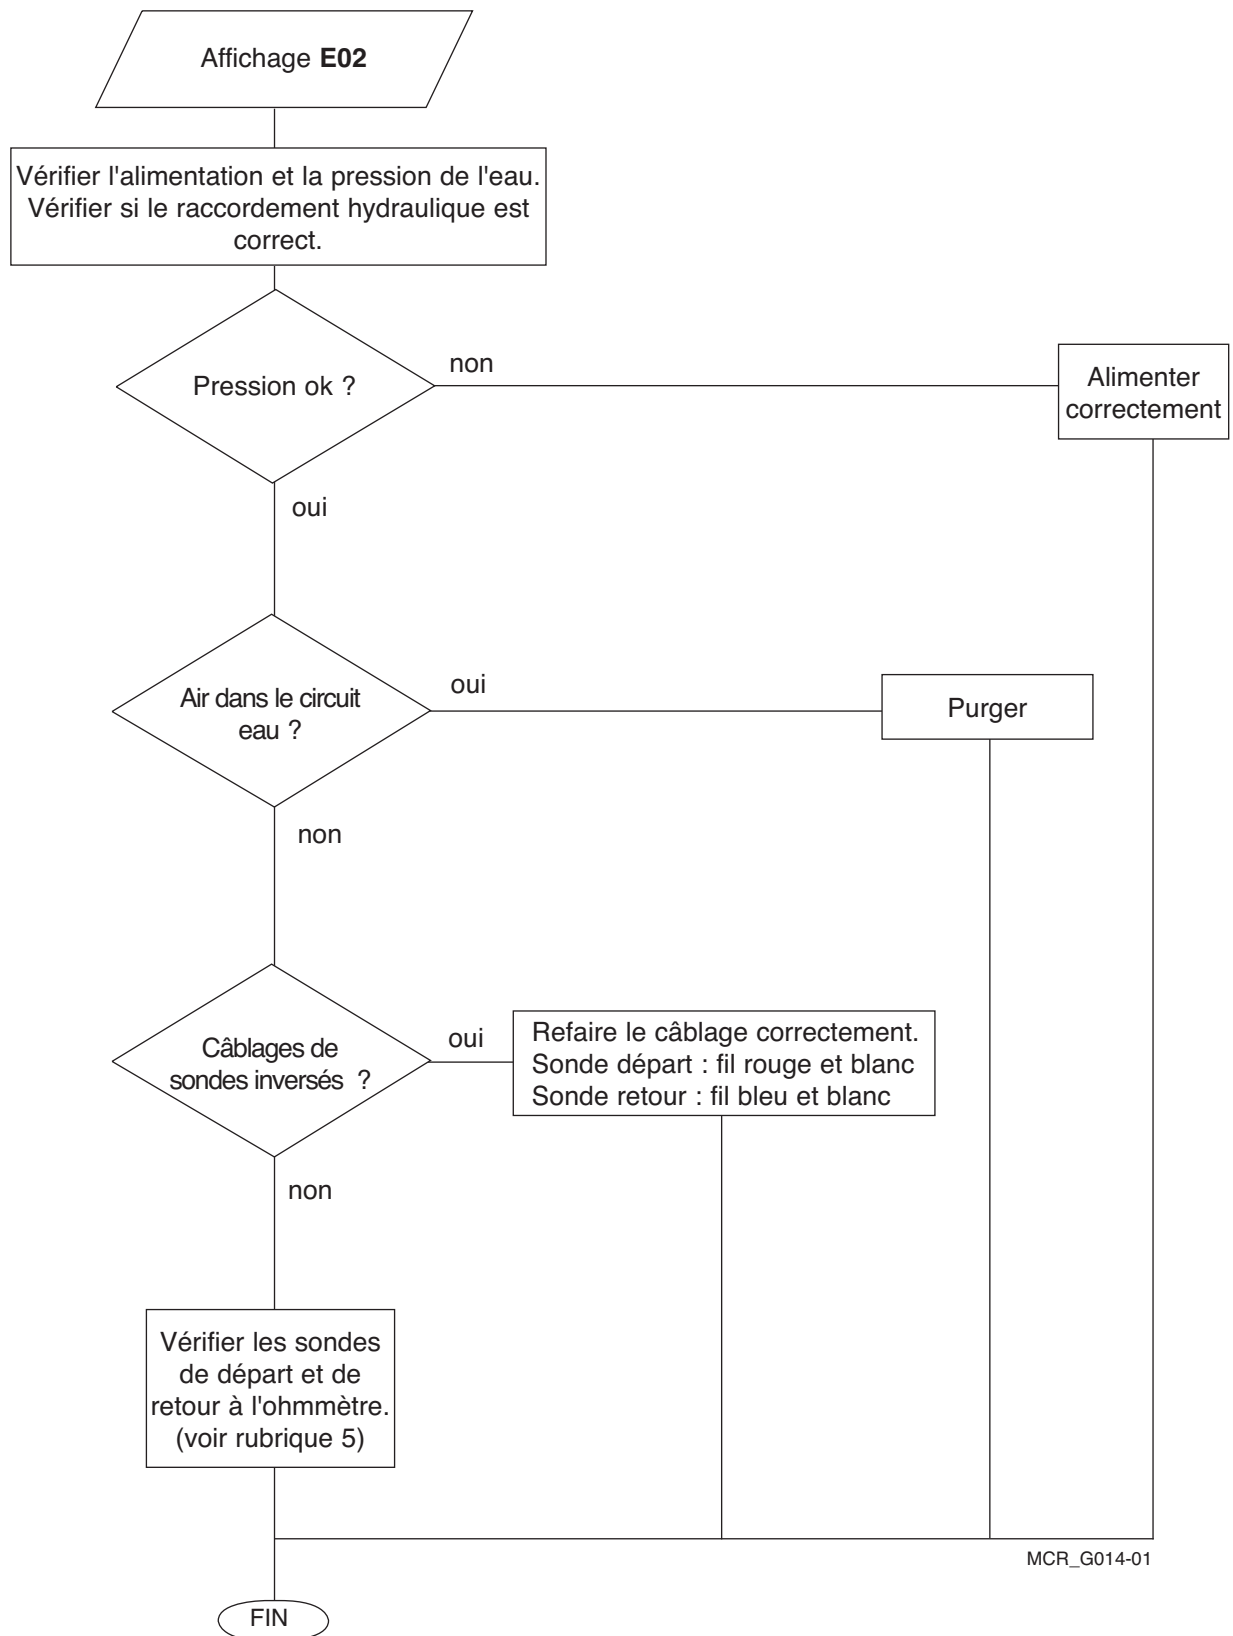 Affichage E02
Vérifier l'alimentation et la pression de l'eau.
Vérifier si le raccordement hydraulique est
correct.
Pression ok ?
non
Alimenter
correctement
oui
Air dans le circuit
eau ?
oui
Purger
non
Câblages de
sondes inversés ?
oui
Refaire le câblage correctement.
Sonde départ : fil rouge et blanc
Sonde retour : fil bleu et blanc
non
Vérifier les sondes
de départ et de
retour à l'ohmmètre.
(voir rubrique 5)
MCR_G014-01
FIN